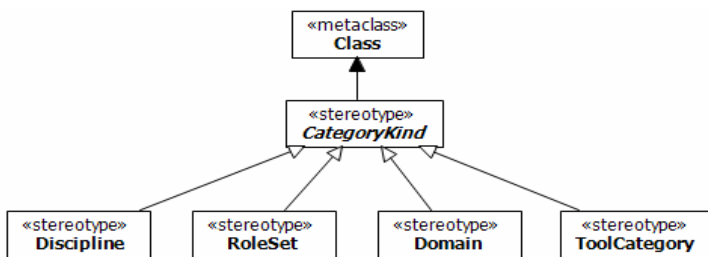 «metaclass»
Class
«stereotype»
CategoryKind
«stereotype»
Discipline
«stereotype»
RoleSet
«stereotype»
Domain
«stereotype»
ToolCategory